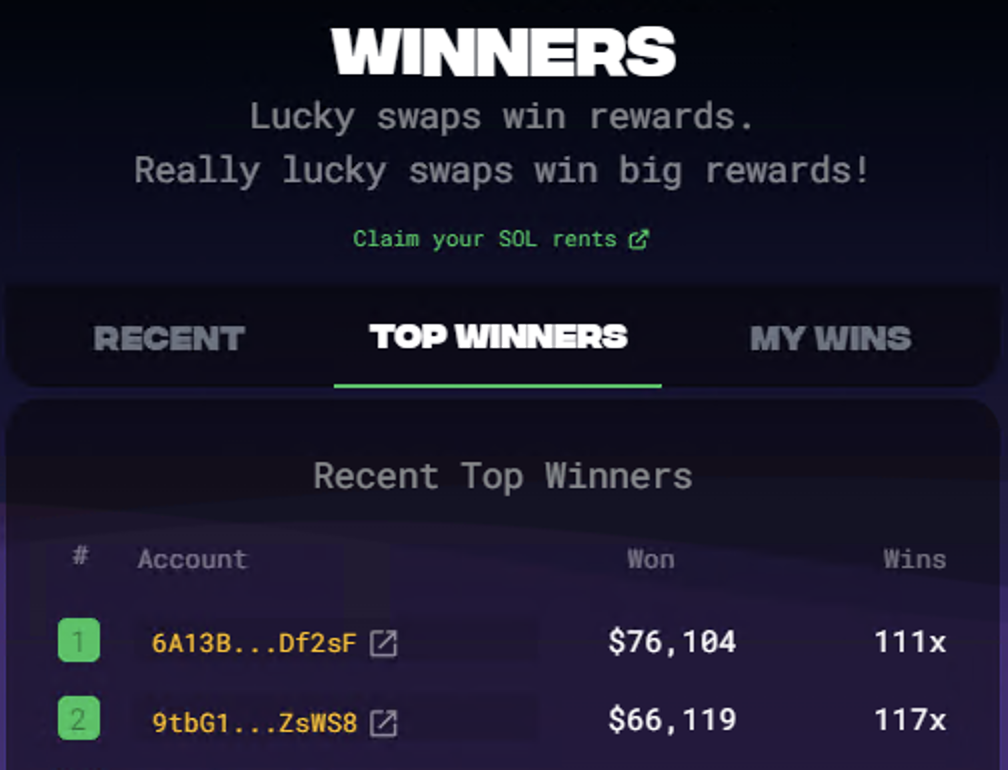 WINNERS
Lucky swaps win rewards.
Really lucky swaps win big rewards!
Claim your SOL rents
RECENT TOP WINNERS MY WINS
Recent Top Winners
# Account Won Wins
1 6A13B...Df2sF $76,104 111x
2 9tbG1...ZsWS8 $66,119 117x